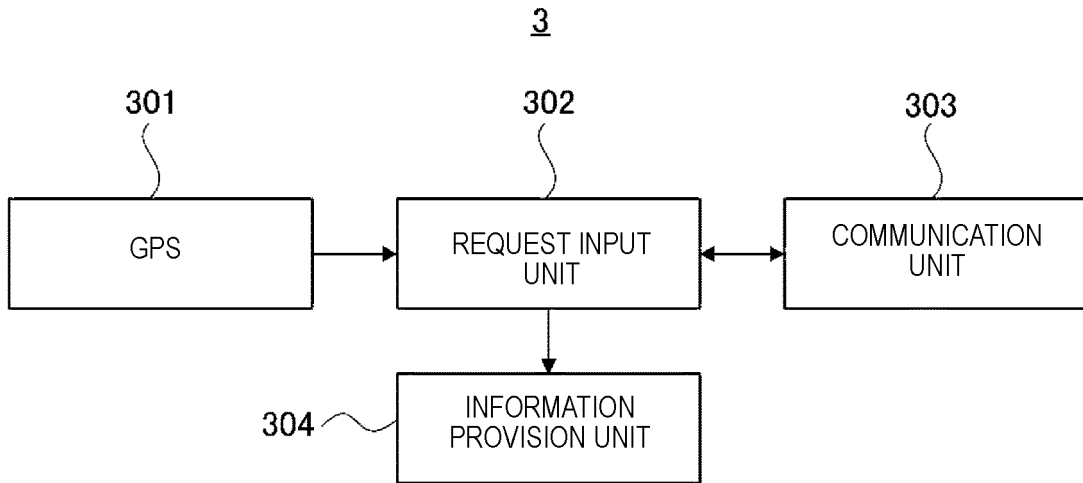 3
301
302
303
GPS
REQUEST INPUT
UNIT
COMMUNICATION
UNIT
304
INFORMATION
PROVISION UNIT